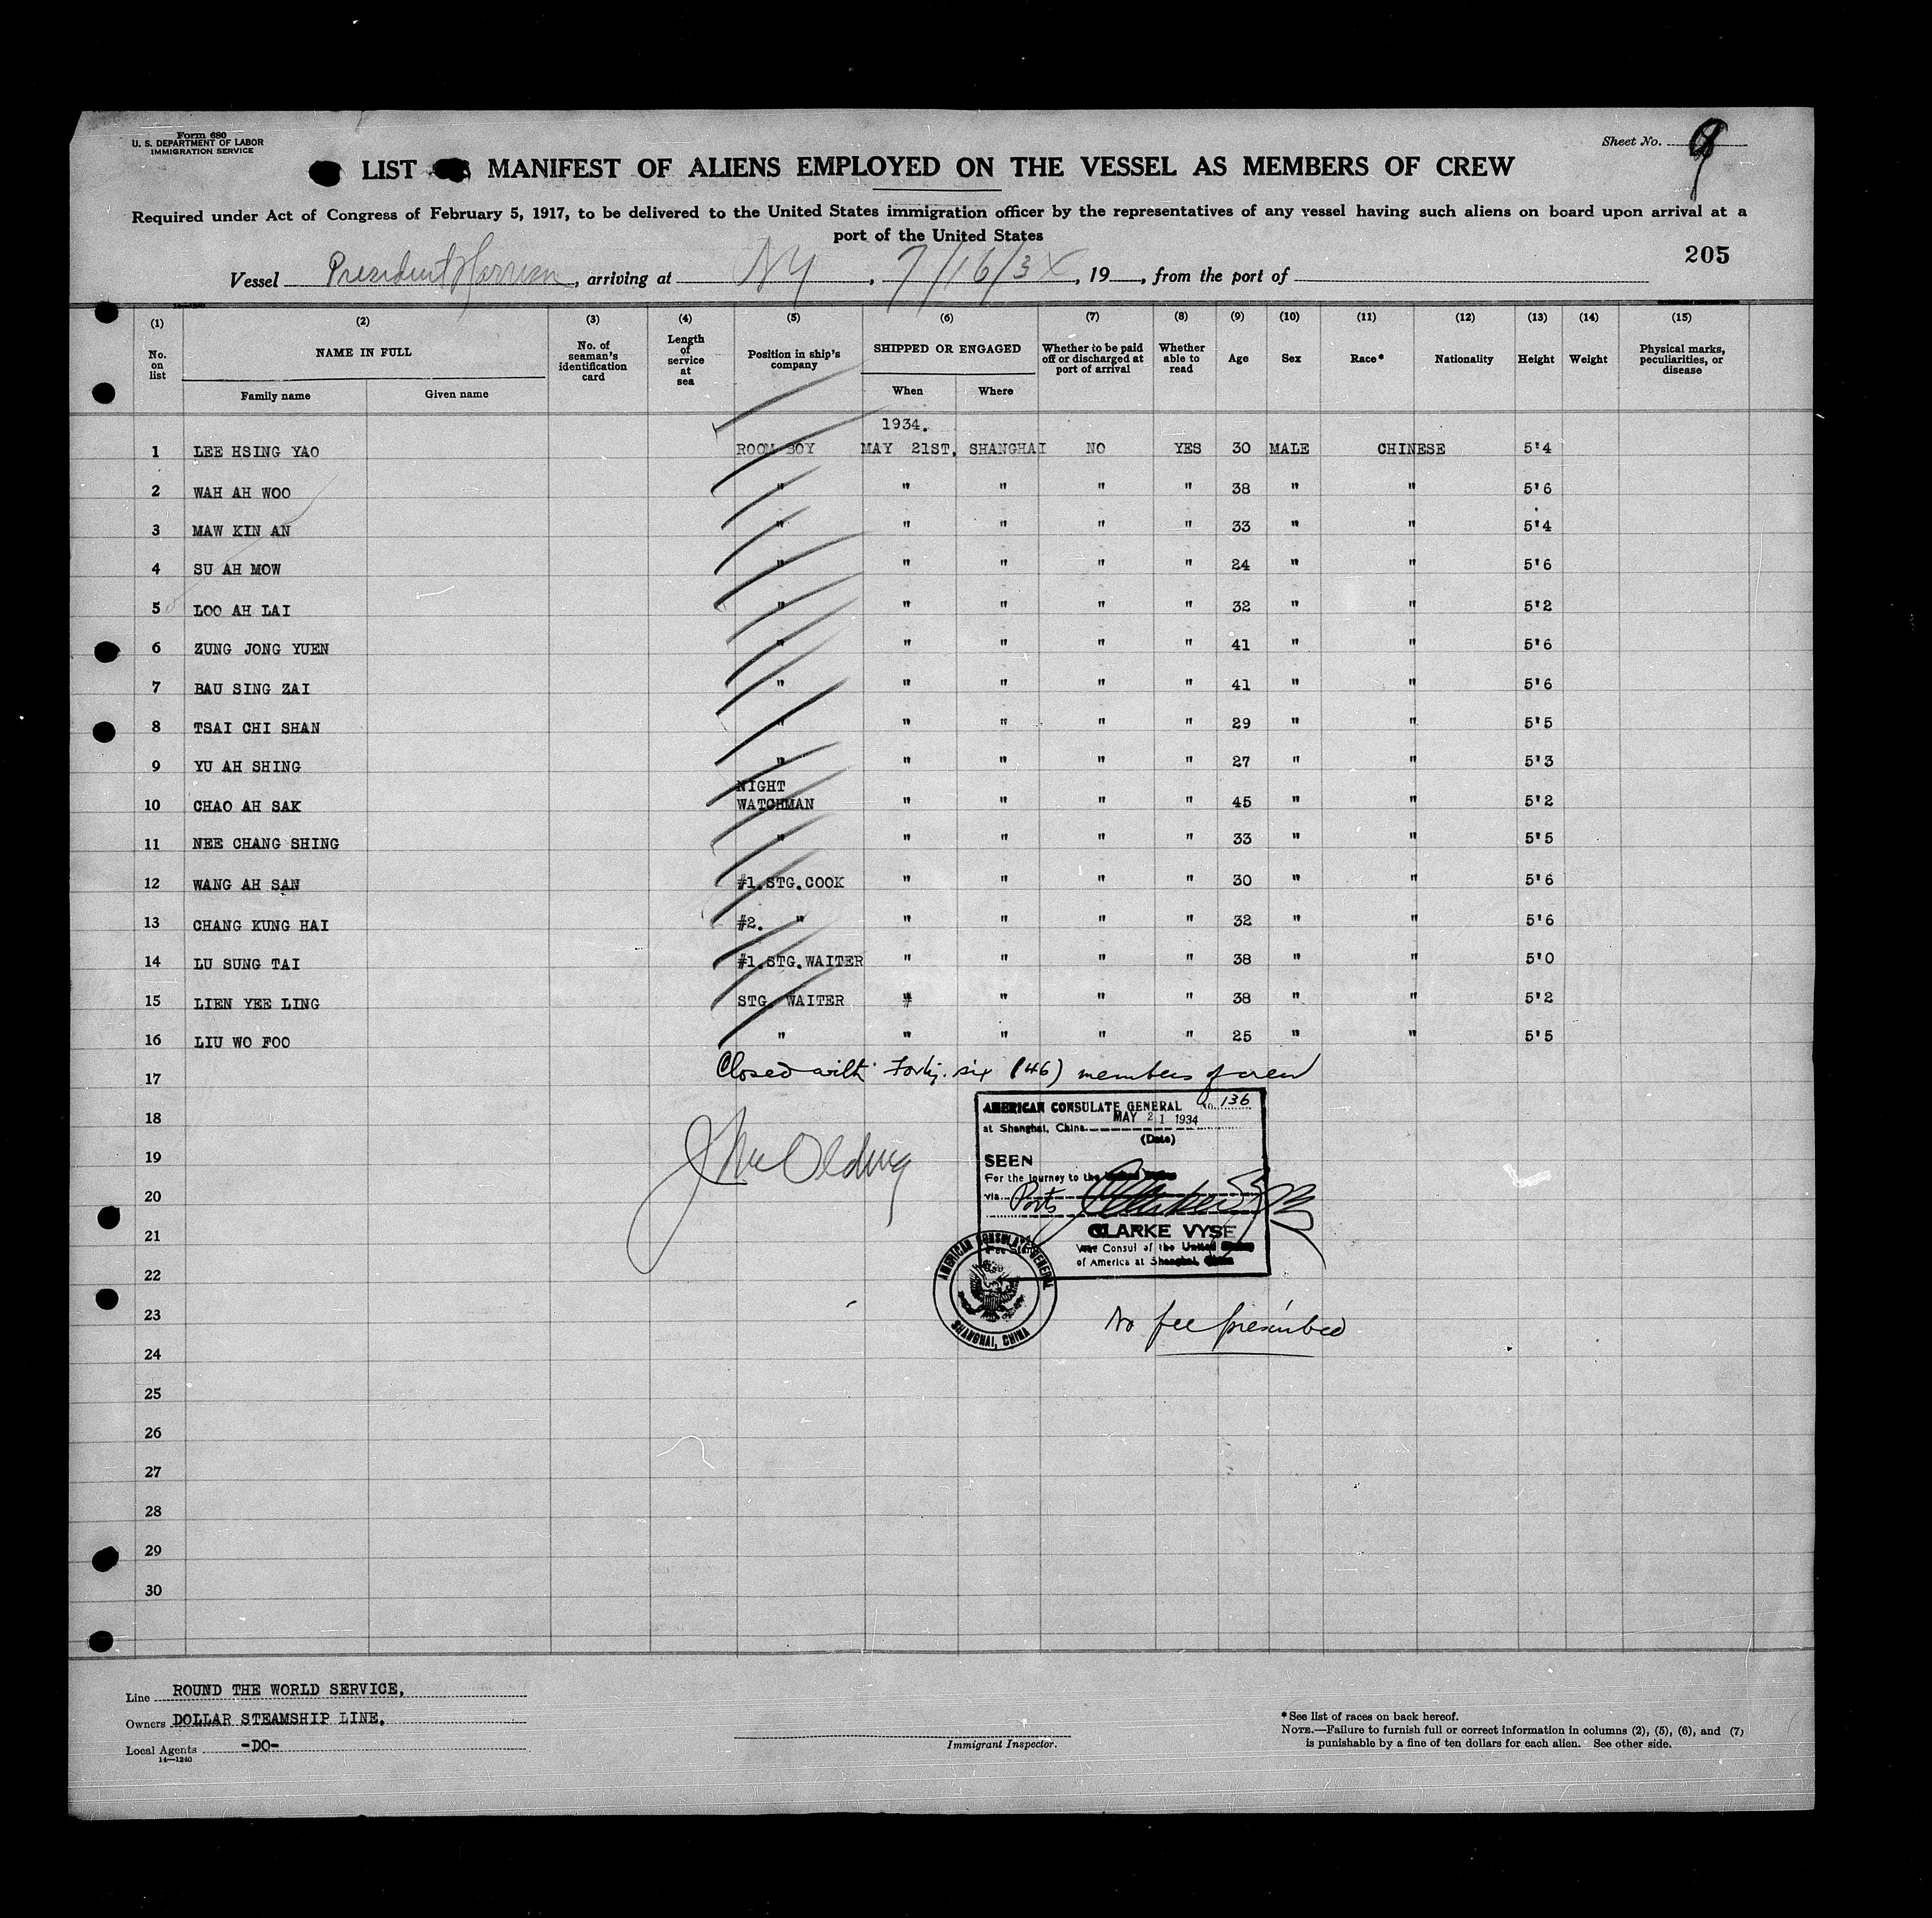 Form 680
U. S. DEPARTMENT OF LABOR
IMMIGRATION SERVICE
Sheet No. 9
LIST MANIFEST OF ALIENS EMPLOYED ON THE VESSEL AS MEMBERS OF CREW
Required under Act of Congress of February 5, 1917, to be delivered to the United States immigration officer by the representatives of any vessel having such aliens on board upon arrival at a
port of the United States
205
Vessel President Harrison, arriving at NY, 7/16/34, 19, from the port of
(1) (2) (3) (4) (5) (6) (7) (8) (9) (10) (11) (12) (13) (14) (15)
No. on list NAME IN FULL Family name Given name No. of seaman's identification card Length of service at sea Position in ship's company SHIPPED OR ENGAGED When Where Whether to be paid off or discharged at port of arrival Whether able to read Age Sex Race* Nationality Height Weight Physical marks, peculiarities, or disease
1934.
1 LEE HSING YAO ROOM BOY MAY 21ST, SHANGHAI NO YES 30 MALE CHINESE 5'4
2 WAH AH WOO " " " " " 38 " " 5'6
3 MAW KIN AN " " " " " 33 " " 5'4
4 SU AH MOW " " " " " 24 " " 5'6
5 LOO AH LAI " " " " " 32 " " 5'2
6 ZUNG JONG YUEN " " " " " 41 " " 5'6
7 BAU SING ZAI " " " " " 41 " " 5'6
8 TSAI CHI SHAN " " " " " 29 " " 5'5
9 YU AH SHING " " " " " 27 " " 5'3
10 CHAO AH SAK NIGHT WATCHMAN " " " " 45 " " 5'2
11 NEE CHANG SHING " " " " " 33 " " 5'5
12 WANG AH SAN #1.STG.COOK " " " " 30 " " 5'6
13 CHANG KUNG HAI #2. " " " " " 32 " " 5'6
14 LU SUNG TAI #1.STG.WAITER " " " " 38 " " 5'0
15 LIEN YEE LING STG. WAITER " " " " 38 " " 5'2
16 LIU WO FOO " " " " " 25 " " 5'5
17 Closed with Forty-six (46) members of crew
18
19
20
21
22
23
24
25
26
27
28
29
30
AMERICAN CONSULATE GENERAL No. 136
MAY 21 1934
at Shanghai, China
(Date)
SEEN
For the journey to the United States
via Ports
CLARKE VYSE
Vice Consul of the United States
of America at Shanghai, China
AMERICAN CONSULATE GENERAL
SHANGHAI, CHINA
No fee prescribed
Line ROUND THE WORLD SERVICE.
Owners DOLLAR STEAMSHIP LINE.
Local Agents -DO-
14—1240
Immigrant Inspector.
*See list of races on back hereof.
NOTE.—Failure to furnish full or correct information in columns (2), (5), (6), and (7)
is punishable by a fine of ten dollars for each alien. See other side.